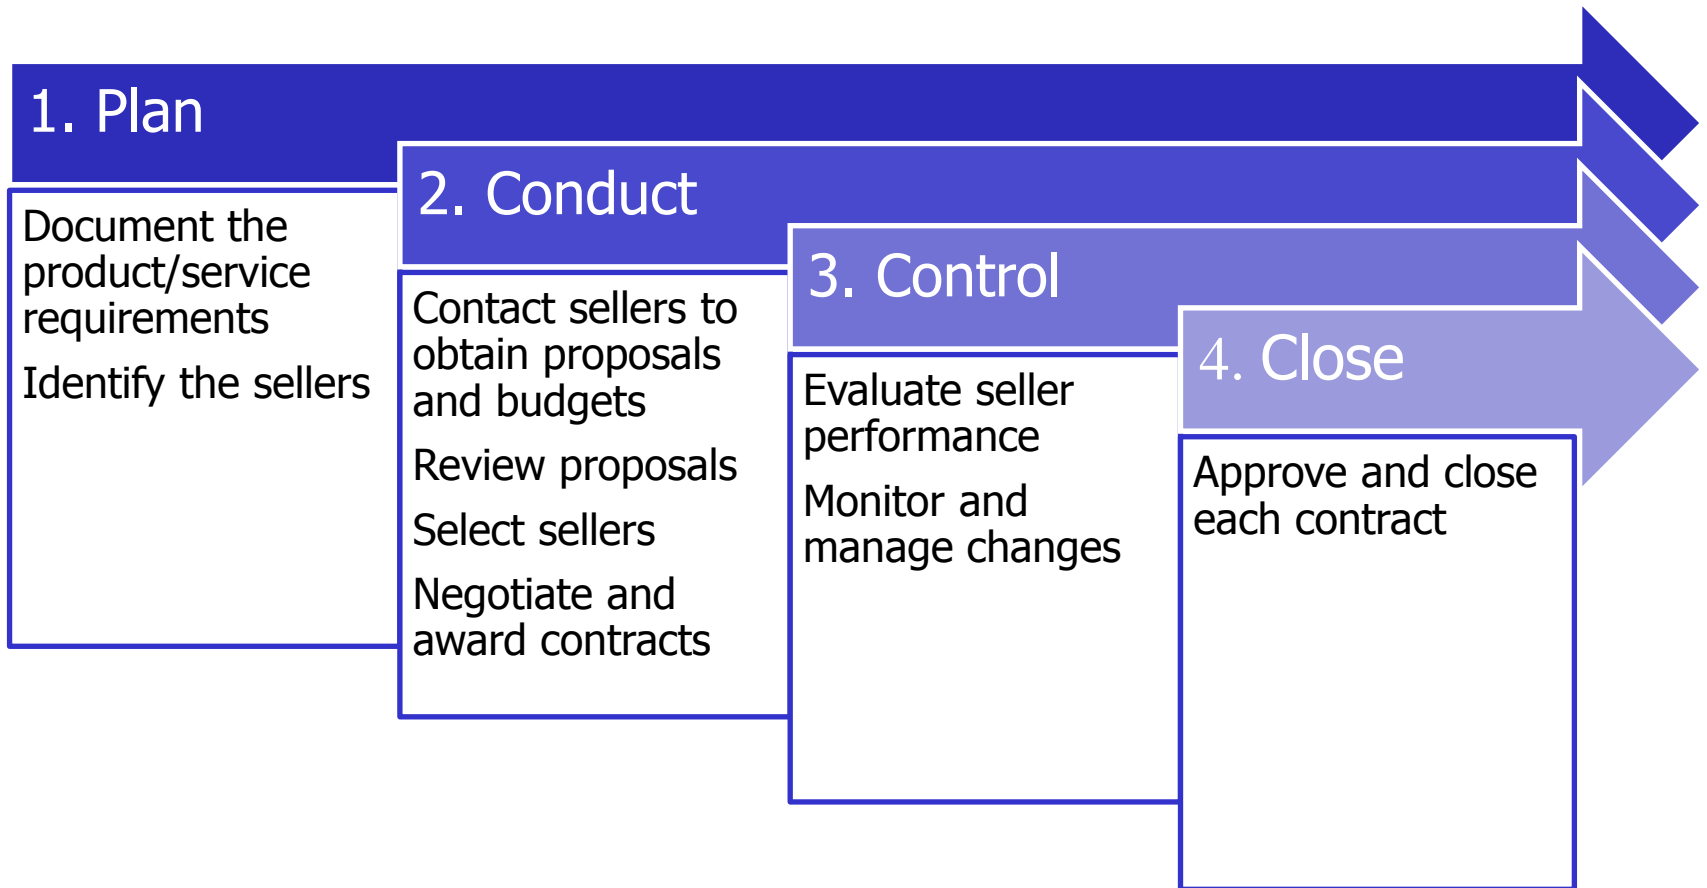 1. Plan
Document the
product/service
requirements
Identify the sellers
2. Conduct
Contact sellers to
obtain proposals
and budgets
Review proposals
Select sellers
Negotiate and
award contracts
3. Control
Evaluate seller
performance
Monitor and
manage changes
4. Close
Approve and close
each contract